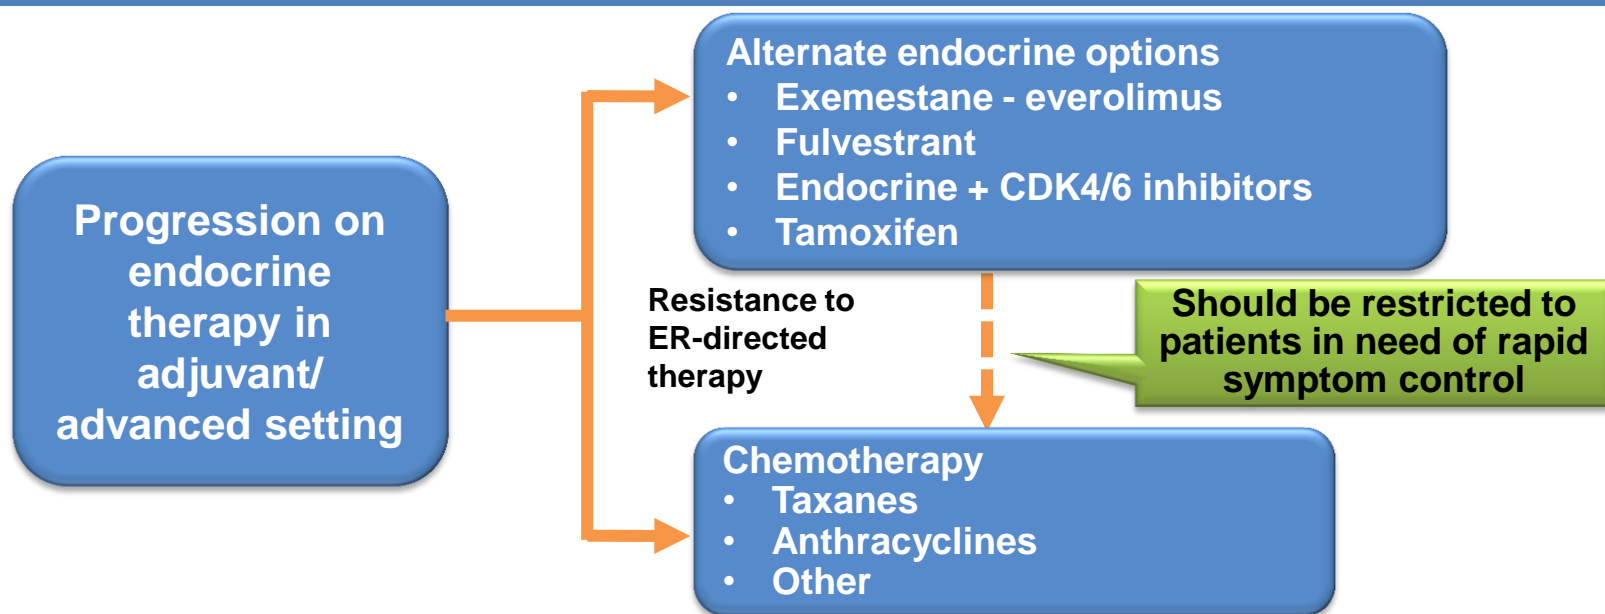 Progression on
endocrine
therapy in
adjuvant/
advanced setting
Alternate endocrine options
• Exemestane - everolimus
• Fulvestrant
• Endocrine + CDK4/6 inhibitors
• Tamoxifen
Resistance to
ER-directed
therapy
Should be restricted to
patients in need of rapid
symptom control
Chemotherapy
• Taxanes
• Anthracyclines
• Other